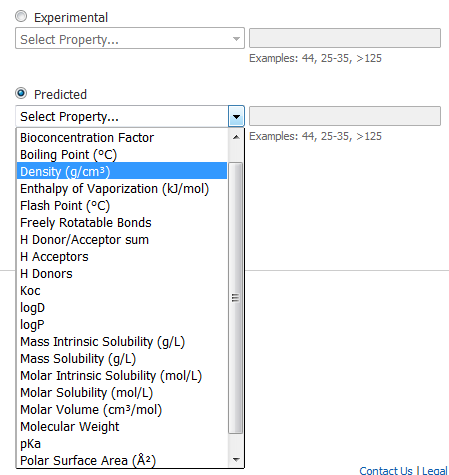 Experimental
Select Property...
Examples: 44, 25-35, >125
Predicted
Select Property...
Examples: 44, 25-35, >125
Bioconcentration Factor
Boiling Point (°C)
Density (g/cm³)
Enthalpy of Vaporization (kJ/mol)
Flash Point (°C)
Freely Rotatable Bonds
H Donor/Acceptor sum
H Acceptors
H Donors
Koc
logD
logP
Mass Intrinsic Solubility (g/L)
Mass Solubility (g/L)
Molar Intrinsic Solubility (mol/L)
Molar Solubility (mol/L)
Molar Volume (cm³/mol)
Molecular Weight
pKa
Polar Surface Area (Å²)
Contact Us | Legal